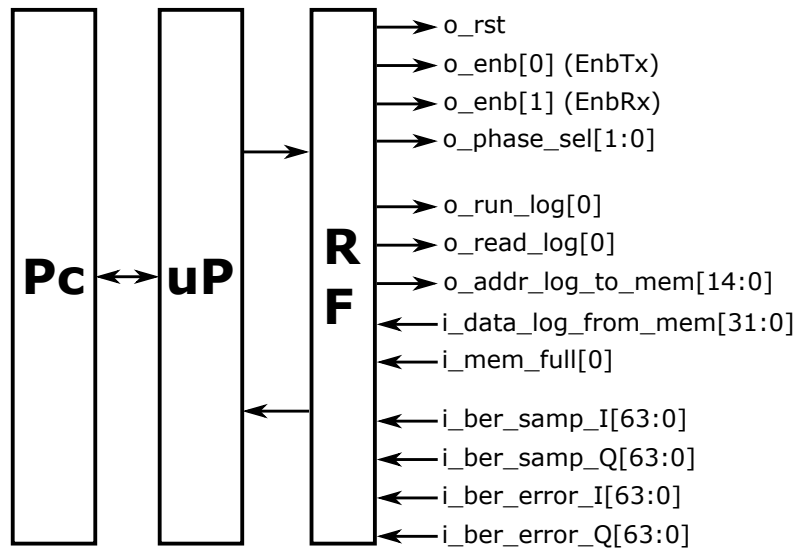 Pc
uP
R
F
o_rst
o_enb[0] (EnbTx)
o_enb[1] (EnbRx)
o_phase_sel[1:0]
o_run_log[0]
o_read_log[0]
o_addr_log_to_mem[14:0]
i_data_log_from_mem[31:0]
i_mem_full[0]
i_ber_samp_I[63:0]
i_ber_samp_Q[63:0]
i_ber_error_I[63:0]
i_ber_error_Q[63:0]